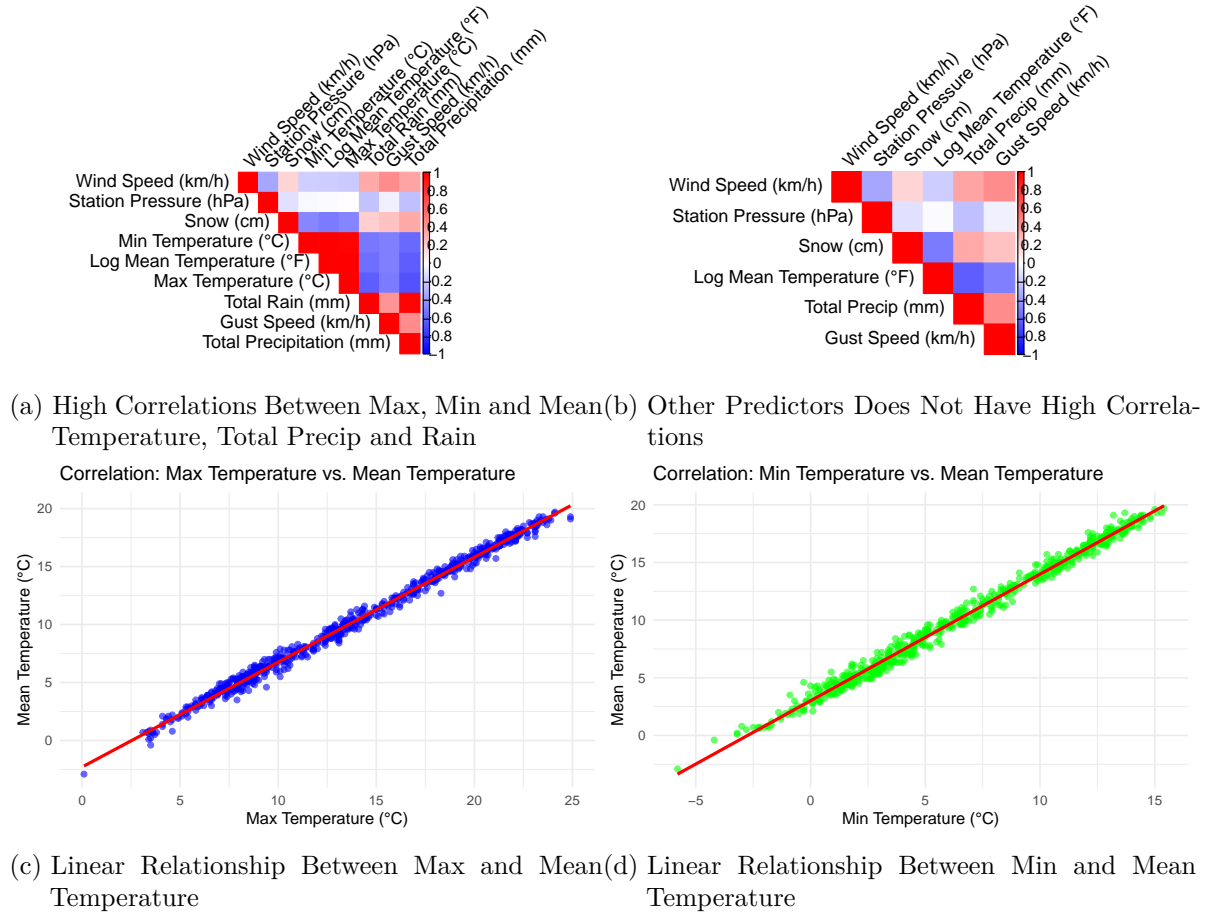 Wind Speed (km/h)
Station Pressure (hPa)
Snow (cm)
Min Temperature (°C)
Log Mean Temperature (°F)
Max Temperature (°C)
Total Rain (mm)
Gust Speed (km/h)
Total Precipitation (mm)
Wind Speed (km/h)
Station Pressure (hPa)
Snow (cm)
Min Temperature (°C)
Log Mean Temperature (°F)
Max Temperature (°C)
Total Rain (mm)
Gust Speed (km/h)
Total Precipitation (mm)
1
0.8
0.6
0.4
0.2
0
−0.2
−0.4
−0.6
−0.8
−1
Wind Speed (km/h)
Station Pressure (hPa)
Snow (cm)
Log Mean Temperature (°F)
Total Precip (mm)
Gust Speed (km/h)
Wind Speed (km/h)
Station Pressure (hPa)
Snow (cm)
Log Mean Temperature (°F)
Total Precip (mm)
Gust Speed (km/h)
1
0.8
0.6
0.4
0.2
0
−0.2
−0.4
−0.6
−0.8
−1
(a) High Correlations Between Max, Min and Mean
Temperature, Total Precip and Rain
(b) Other Predictors Does Not Have High Correla-
tions
Correlation: Max Temperature vs. Mean Temperature
Mean Temperature (°C)
20
15
10
5
0
0 5 10 15 20 25
Max Temperature (°C)
Correlation: Min Temperature vs. Mean Temperature
Mean Temperature (°C)
20
15
10
5
0
−5 0 5 10 15
Min Temperature (°C)
(c) Linear Relationship Between Max and Mean
Temperature
(d) Linear Relationship Between Min and Mean
Temperature